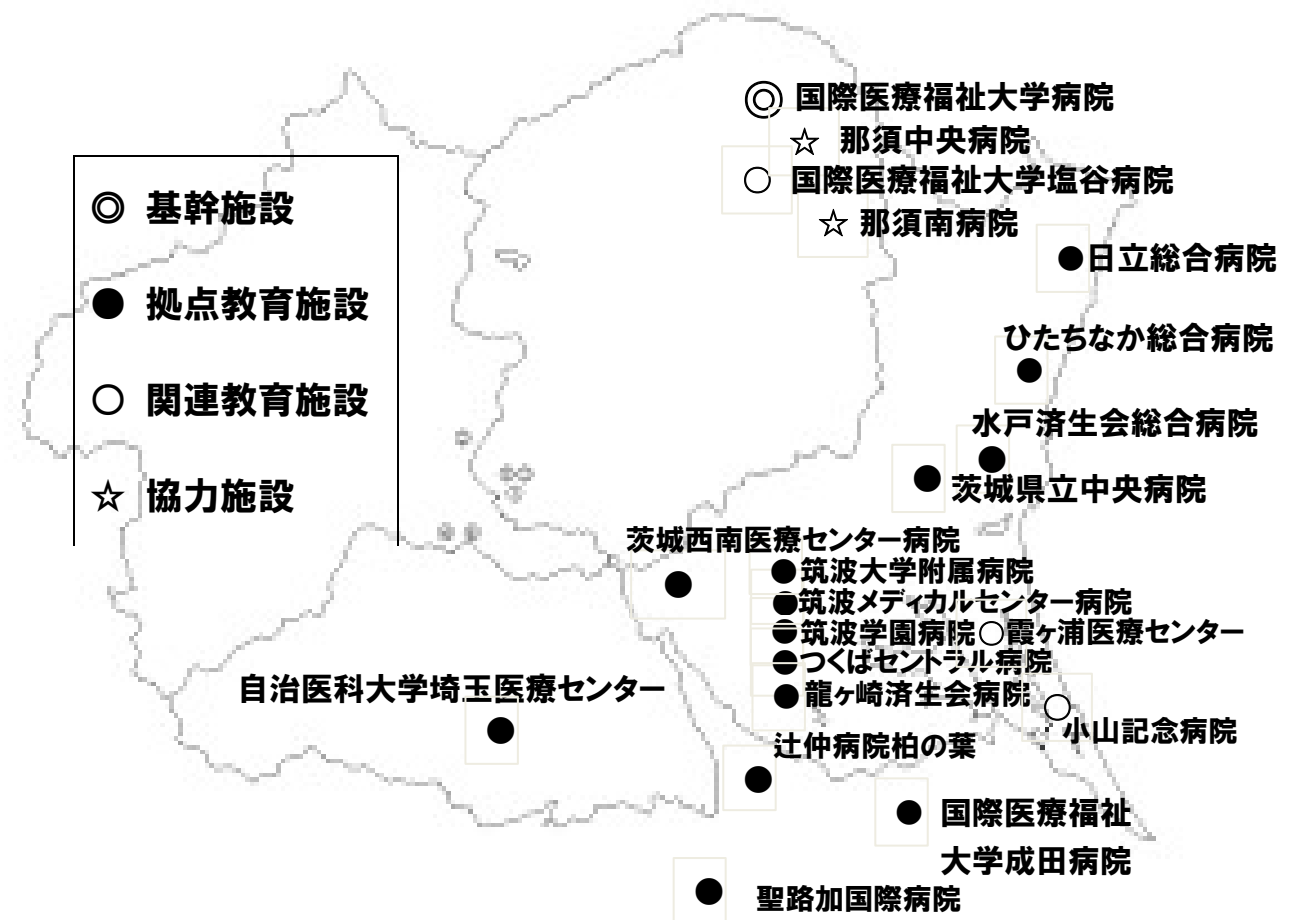 ◎ 国際医療福祉大学病院
☆ 那須中央病院
○ 国際医療福祉大学塩谷病院
☆ 那須南病院
◎ 基幹施設
● 拠点教育施設
○ 関連教育施設
☆ 協力施設
●日立総合病院
ひたちなか総合病院
●
水戸済生会総合病院
●
● 茨城県立中央病院
茨城西南医療センター病院
●
●筑波大学附属病院
●筑波メディカルセンター病院
●筑波学園病院○霞ヶ浦医療センター
●つくばセントラル病院
●龍ヶ崎済生会病院
自治医科大学埼玉医療センター
●
○
小山記念病院
辻仲病院柏の葉
●
● 国際医療福祉
大学成田病院
● 聖路加国際病院